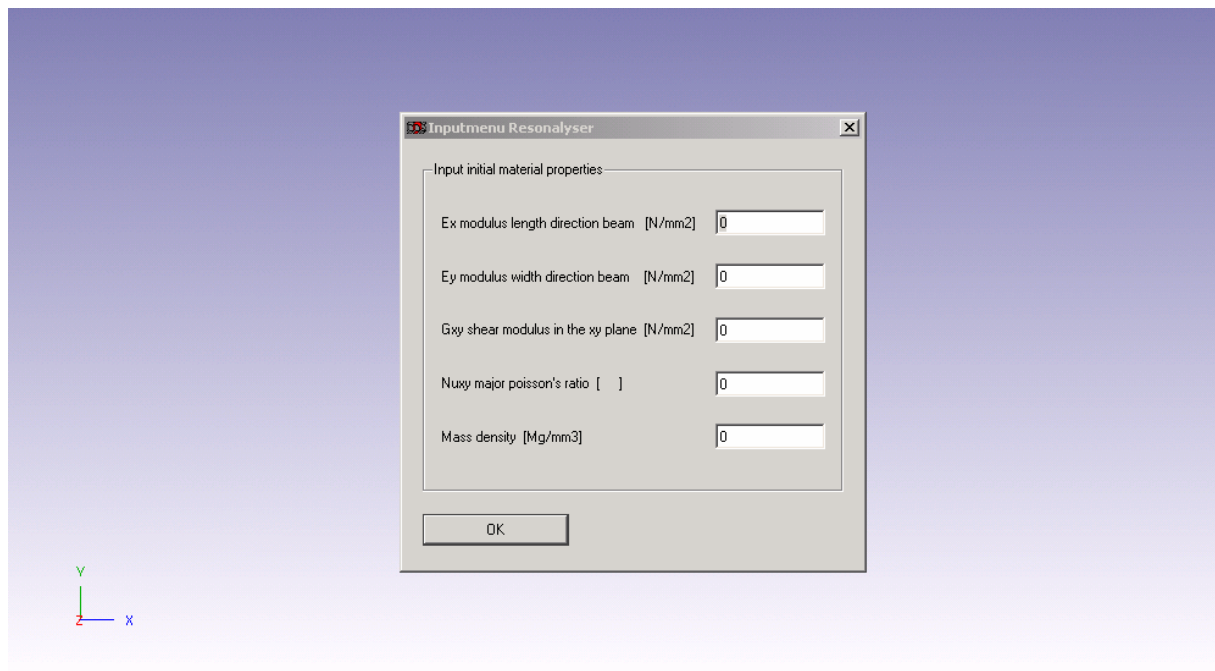 Inputmenu Resonalyser
Input initial material properties
Ex modulus length direction beam [N/mm2] 0
Ey modulus width direction beam [N/mm2] 0
Gxy shear modulus in the xy plane [N/mm2] 0
Nuxy major poisson's ratio [ ] 0
Mass density [Mg/mm3] 0
OK
Y
Z X